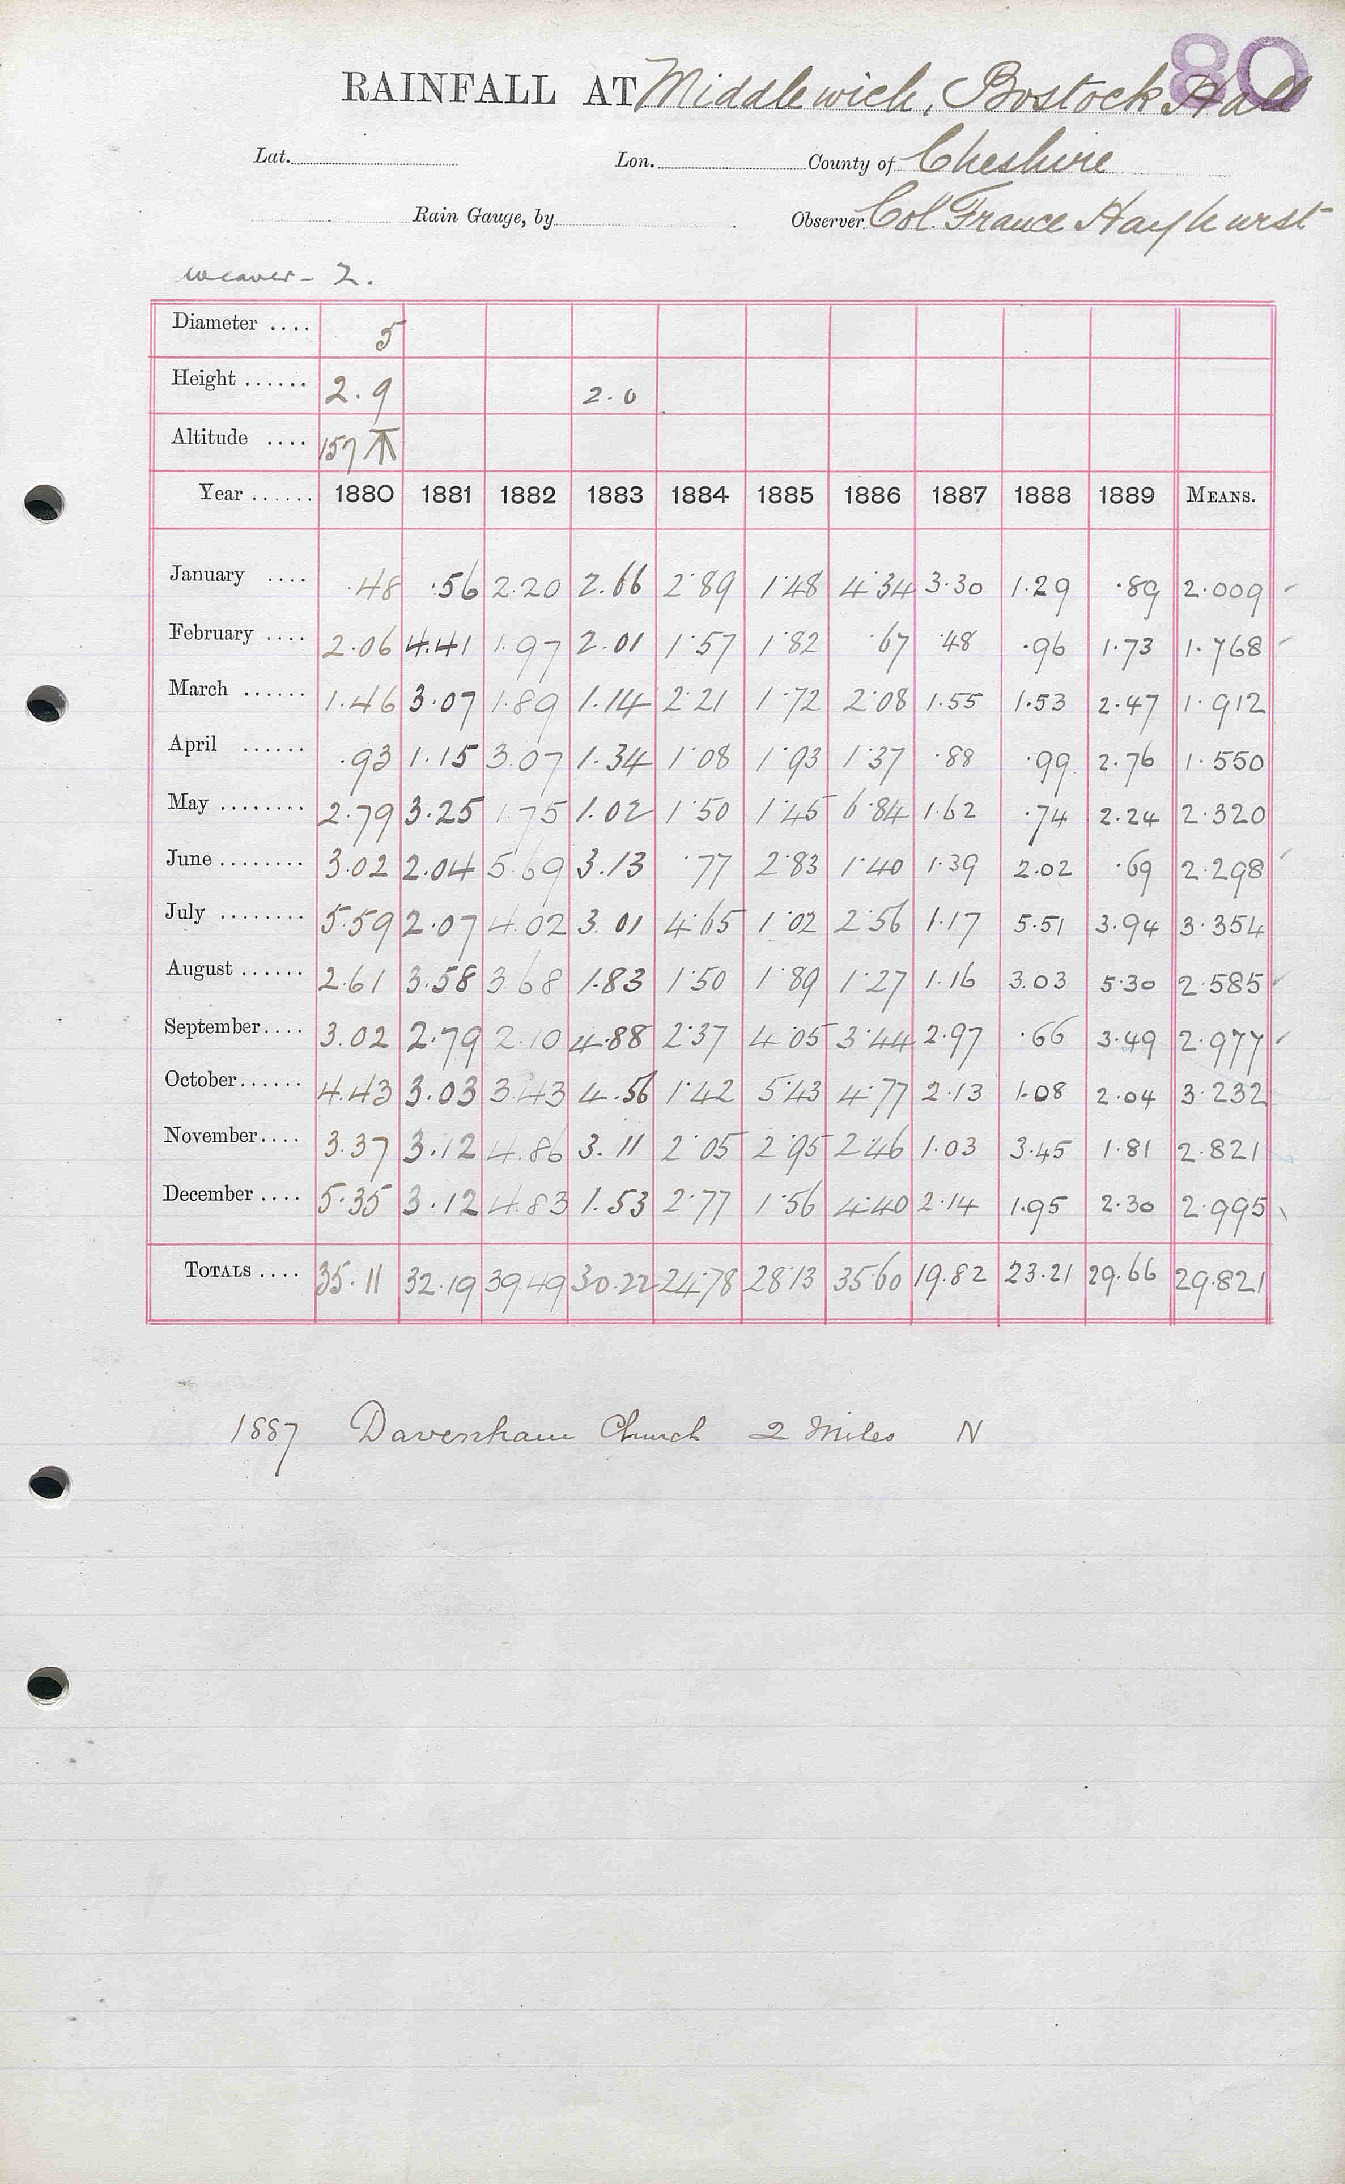 80
RAINFALL AT Middlewich, Bostock Hall
Lat. Lon. County of Cheshire
Rain Gauge, by Observer Col. France Hayhurst
Weaver - 2.
Diameter .... 5
Height ...... 2.9 2.0
Altitude .... 157
Year ...... 1880 1881 1882 1883 1884 1885 1886 1887 1888 1889 MEANS.
January .... .48 .56 2.20 2.66 2.89 1.48 4.34 3.30 1.29 .89 2.009
February .... 2.06 4.41 1.97 2.01 1.57 1.82 .67 .48 .96 1.73 1.768
March ...... 1.46 3.07 1.89 1.14 2.21 1.72 2.08 1.55 1.53 2.47 1.912
April ...... .93 1.15 3.07 1.34 1.08 1.93 1.37 .88 .99 2.76 1.550
May ........ 2.79 3.25 1.75 1.02 1.50 1.45 6.84 1.62 .74 2.24 2.320
June ........ 3.02 2.04 5.69 3.13 .77 2.83 1.40 1.39 2.02 .69 2.298
July ........ 5.59 2.07 4.02 3.01 4.65 1.02 2.56 1.17 5.51 3.94 3.354
August ...... 2.61 3.58 3.68 1.83 1.50 1.89 1.27 1.16 3.03 5.30 2.585
September.... 3.02 2.79 2.10 4.88 2.37 4.05 3.44 2.97 .66 3.49 2.977
October...... 4.43 3.03 3.43 4.56 1.42 5.43 4.77 2.13 1.08 2.04 3.232
November.... 3.37 3.12 4.86 3.11 2.05 2.95 2.46 1.03 3.45 1.81 2.821
December .... 5.35 3.12 4.83 1.53 2.77 1.56 4.40 2.14 1.95 2.30 2.995
TOTALS .... 35.11 32.19 39.49 30.22 24.78 28.13 35.60 19.82 23.21 29.66 29.821
1887 Davenham Church 2 Miles N